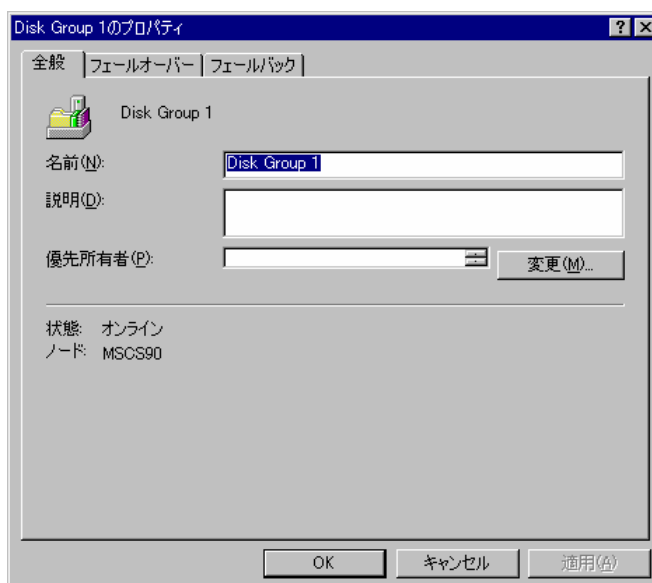 Disk Group 1のプロパティ
全般 フェールオーバー フェールバック
Disk Group 1
名前(N): Disk Group 1
説明(D):
優先所有者(P): 変更(M)...
状態: オンライン
ノード: MSCS90
OK キャンセル 適用(A)